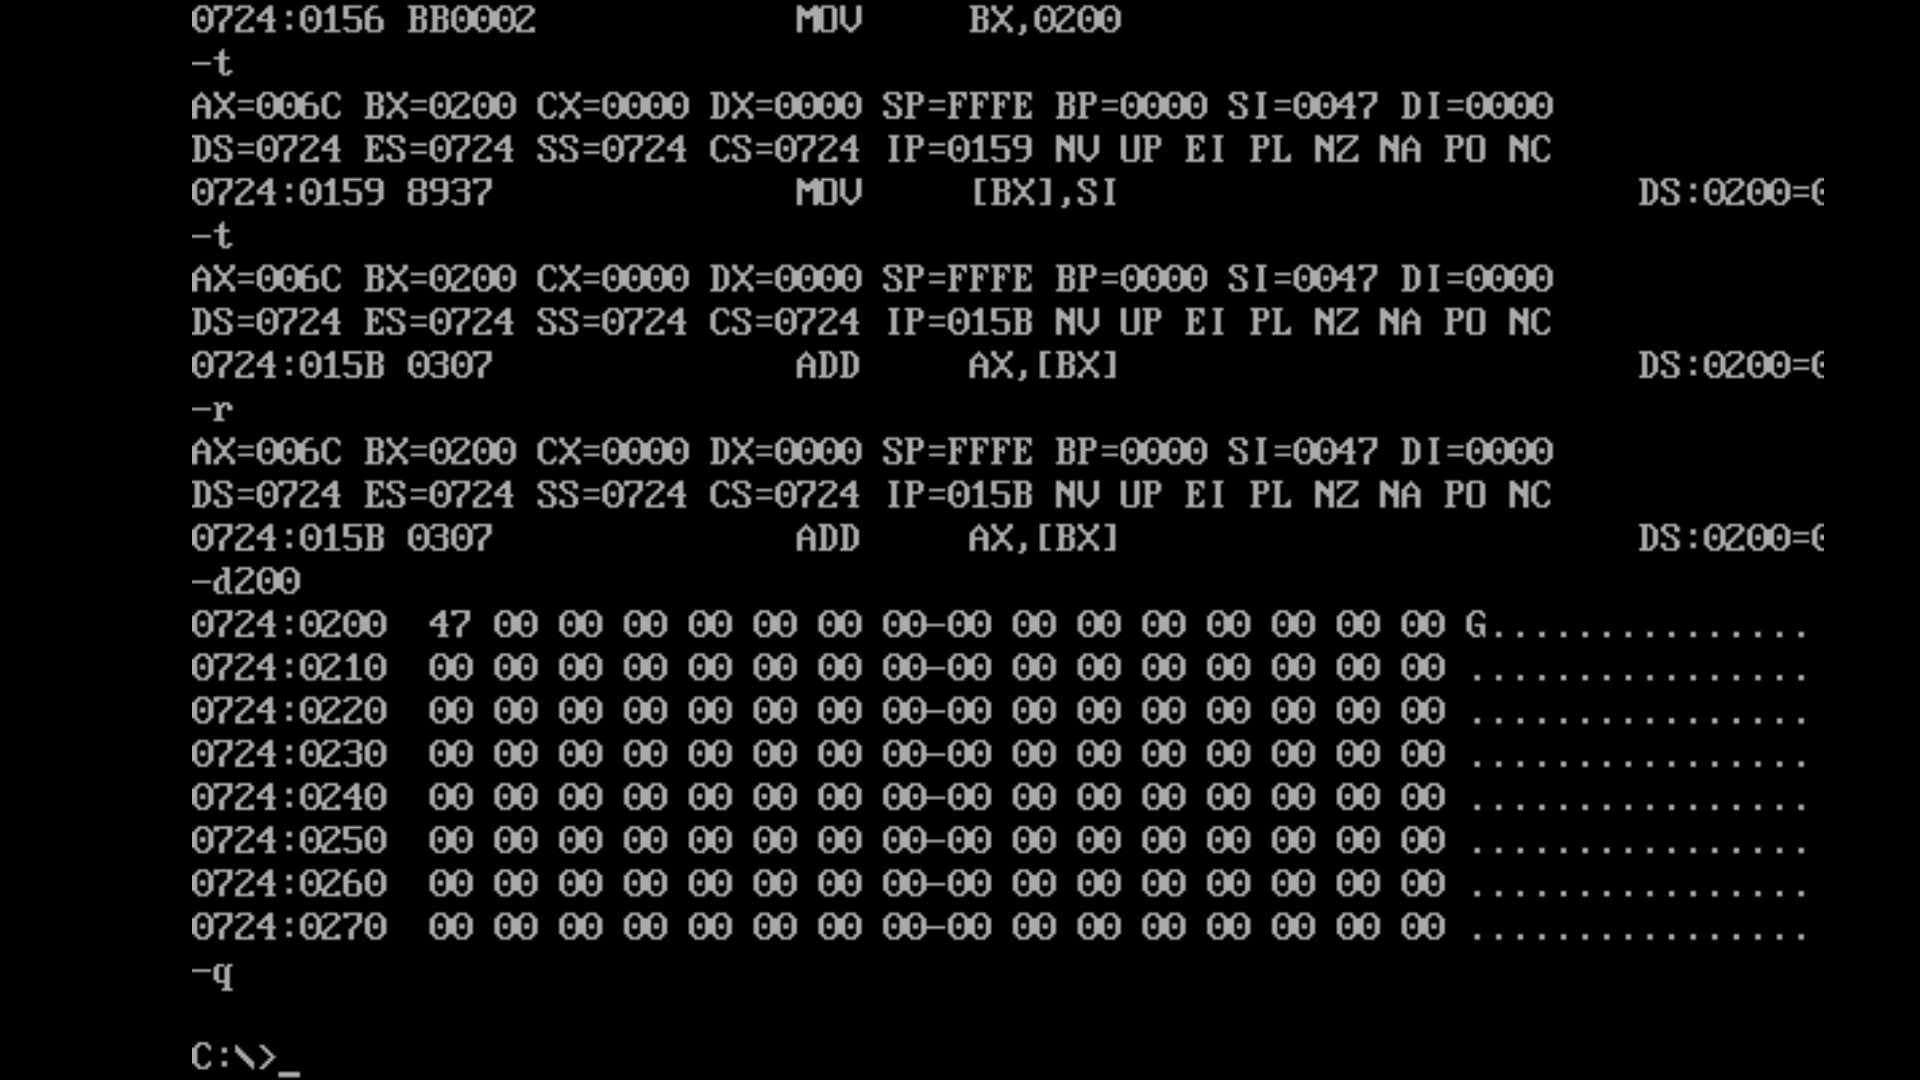 0724:0156 BB0002 MOV BX,0200
-t
AX=006C BX=0200 CX=0000 DX=0000 SP=FFFE BP=0000 SI=0047 DI=0000
DS=0724 ES=0724 SS=0724 CS=0724 IP=0159 NV UP EI PL NZ NA PO NC
0724:0159 8937 MOV [BX],SI DS:0200=
-t
AX=006C BX=0200 CX=0000 DX=0000 SP=FFFE BP=0000 SI=0047 DI=0000
DS=0724 ES=0724 SS=0724 CS=0724 IP=015B NV UP EI PL NZ NA PO NC
0724:015B 0307 ADD AX,[BX] DS:0200=
-r
AX=006C BX=0200 CX=0000 DX=0000 SP=FFFE BP=0000 SI=0047 DI=0000
DS=0724 ES=0724 SS=0724 CS=0724 IP=015B NV UP EI PL NZ NA PO NC
0724:015B 0307 ADD AX,[BX] DS:0200=
-d200
0724:0200 47 00 00 00 00 00 00 00-00 00 00 00 00 00 00 00 G...............
0724:0210 00 00 00 00 00 00 00 00-00 00 00 00 00 00 00 00 ................
0724:0220 00 00 00 00 00 00 00 00-00 00 00 00 00 00 00 00 ................
0724:0230 00 00 00 00 00 00 00 00-00 00 00 00 00 00 00 00 ................
0724:0240 00 00 00 00 00 00 00 00-00 00 00 00 00 00 00 00 ................
0724:0250 00 00 00 00 00 00 00 00-00 00 00 00 00 00 00 00 ................
0724:0260 00 00 00 00 00 00 00 00-00 00 00 00 00 00 00 00 ................
0724:0270 00 00 00 00 00 00 00 00-00 00 00 00 00 00 00 00 ................
-q
C:\>_